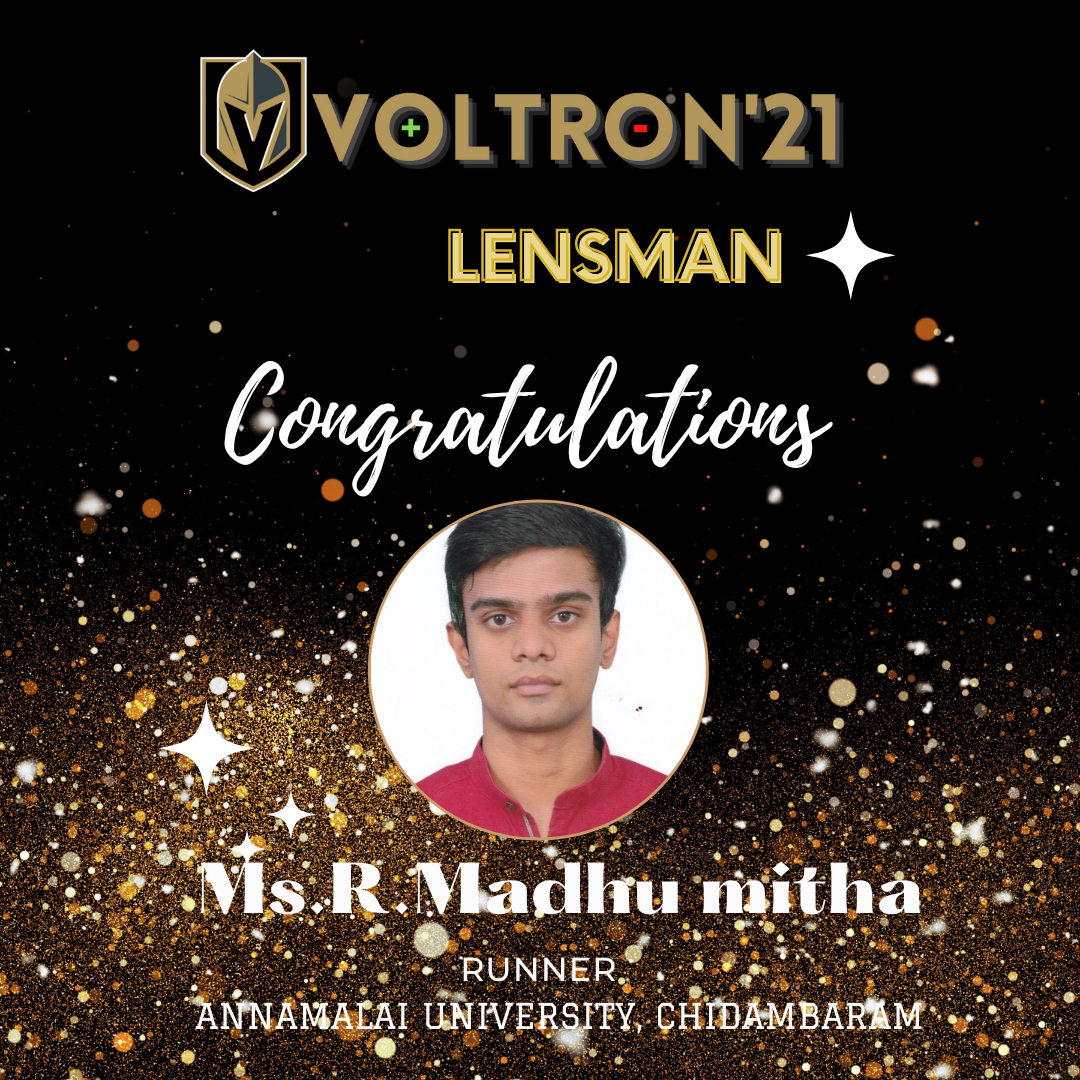 VOLTRON'21
LENSMAN
Congratulations
Ms.R.Madhu mitha
RUNNER
ANNAMALAI UNIVERSITY, CHIDAMBARAM